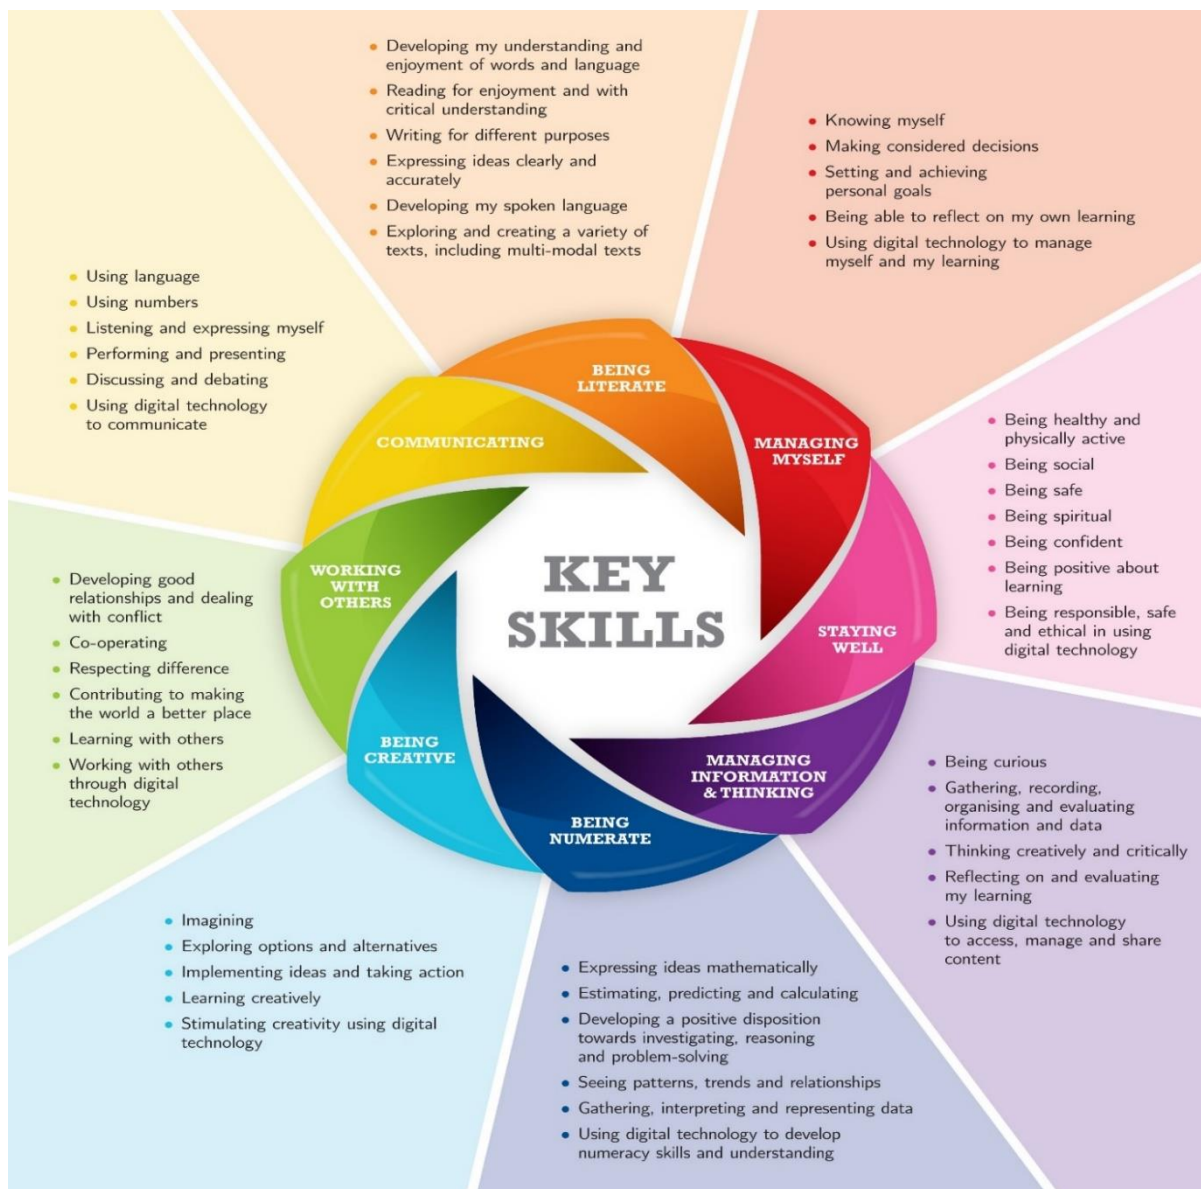 KEY
SKILLS
BEING
LITERATE
• Developing my understanding and
enjoyment of words and language
• Reading for enjoyment and with
critical understanding
• Writing for different purposes
• Expressing ideas clearly and
accurately
• Developing my spoken language
• Exploring and creating a variety of
texts, including multi-modal texts
MANAGING
MYSELF
• Knowing myself
• Making considered decisions
• Setting and achieving
personal goals
• Being able to reflect on my own learning
• Using digital technology to manage
myself and my learning
STAYING
WELL
• Being healthy and
physically active
• Being social
• Being safe
• Being spiritual
• Being confident
• Being positive about
learning
• Being responsible, safe
and ethical in using
digital technology
MANAGING
INFORMATION
& THINKING
• Being curious
• Gathering, recording,
organising and evaluating
information and data
• Thinking creatively and critically
• Reflecting on and evaluating
my learning
• Using digital technology
to access, manage and share
content
BEING
NUMERATE
• Expressing ideas mathematically
• Estimating, predicting and calculating
• Developing a positive disposition
towards investigating, reasoning
and problem-solving
• Seeing patterns, trends and relationships
• Gathering, interpreting and representing data
• Using digital technology to develop
numeracy skills and understanding
BEING
CREATIVE
• Imagining
• Exploring options and alternatives
• Implementing ideas and taking action
• Learning creatively
• Stimulating creativity using digital
technology
WORKING
WITH
OTHERS
• Developing good
relationships and dealing
with conflict
• Co-operating
• Respecting difference
• Contributing to making
the world a better place
• Learning with others
• Working with others
through digital
technology
COMMUNICATING
• Using language
• Using numbers
• Listening and expressing myself
• Performing and presenting
• Discussing and debating
• Using digital technology
to communicate